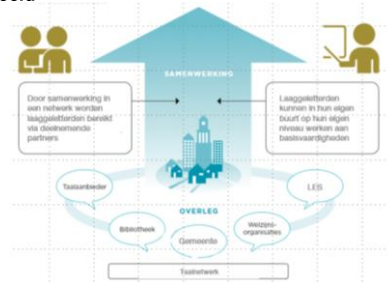 SAMENWERKING
Door samenwerking in
een netwerk worden
laaggeletterden bereikt
via deelnemende
partners
Laaggeletterden
kunnen in hun eigen
buurt op hun eigen
niveau werken aan
basisvaardigheden
Taalaanbieder
Bibliotheek
OVERLEG
Gemeente
Welzijns-
organisaties
Taalnetwerk